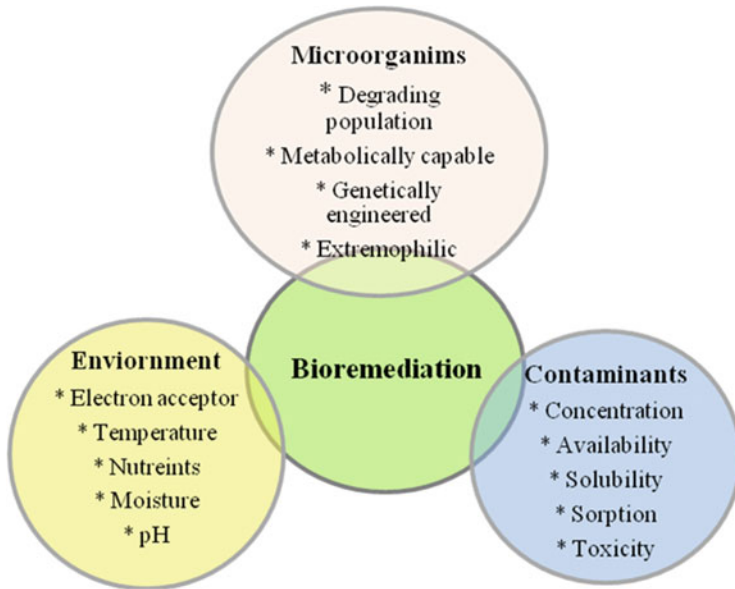 Microorganims
* Degrading
population
* Metabolically capable
* Genetically
engineered
* Extremophilic
Bioremediation
Enviornment
* Electron acceptor
* Temperature
* Nutreints
* Moisture
* pH
Contaminants
* Concentration
* Availability
* Solubility
* Sorption
* Toxicity